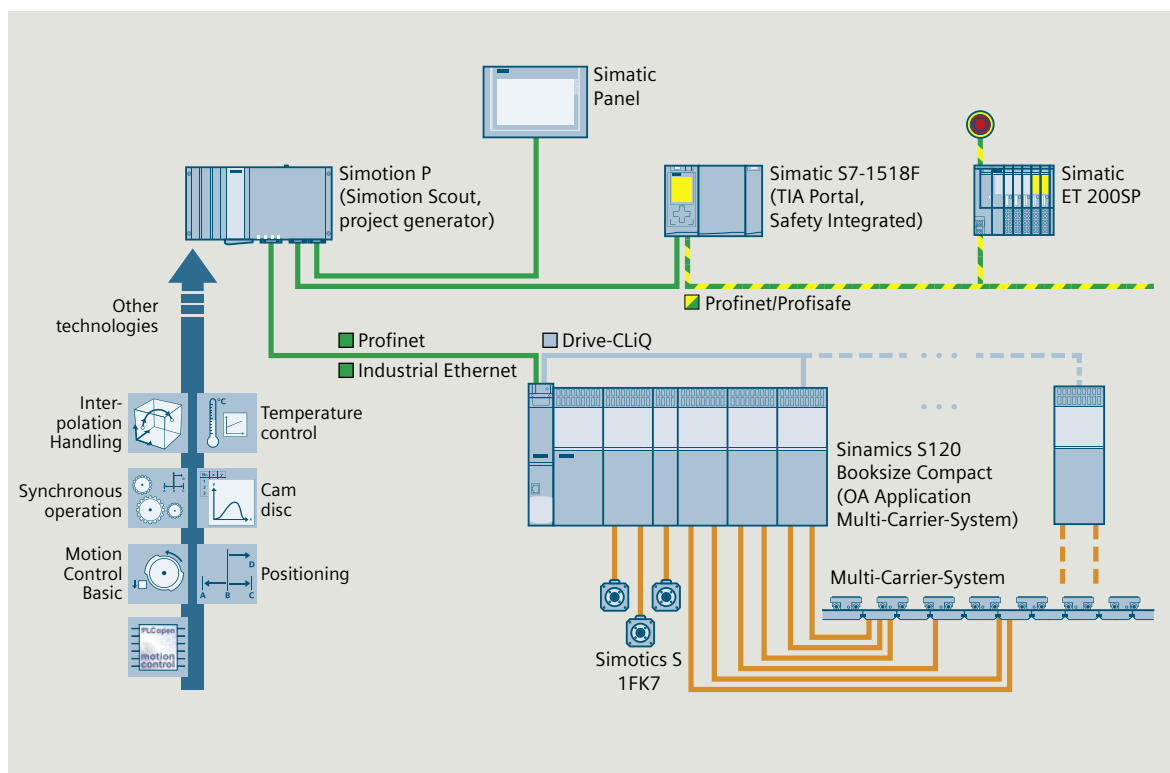 Simatic
Panel
Simotion P
(Simotion Scout,
project generator)
Simatic S7-1518F
(TIA Portal,
Safety Integrated)
Simatic
ET 200SP
Profinet/Profisafe
Other
technologies
Profinet
Industrial Ethernet
Drive-CLiQ
Inter-
polation
Handling
°C
Temperature
control
Sinamics S120
Booksize Compact
(OA Application
Multi-Carrier-System)
Synchronous
operation
Cam
disc
Motion
Control
Basic
A B C
D
Positioning
Multi-Carrier-System
PLCopen
motion
control
Simotics S
1FK7